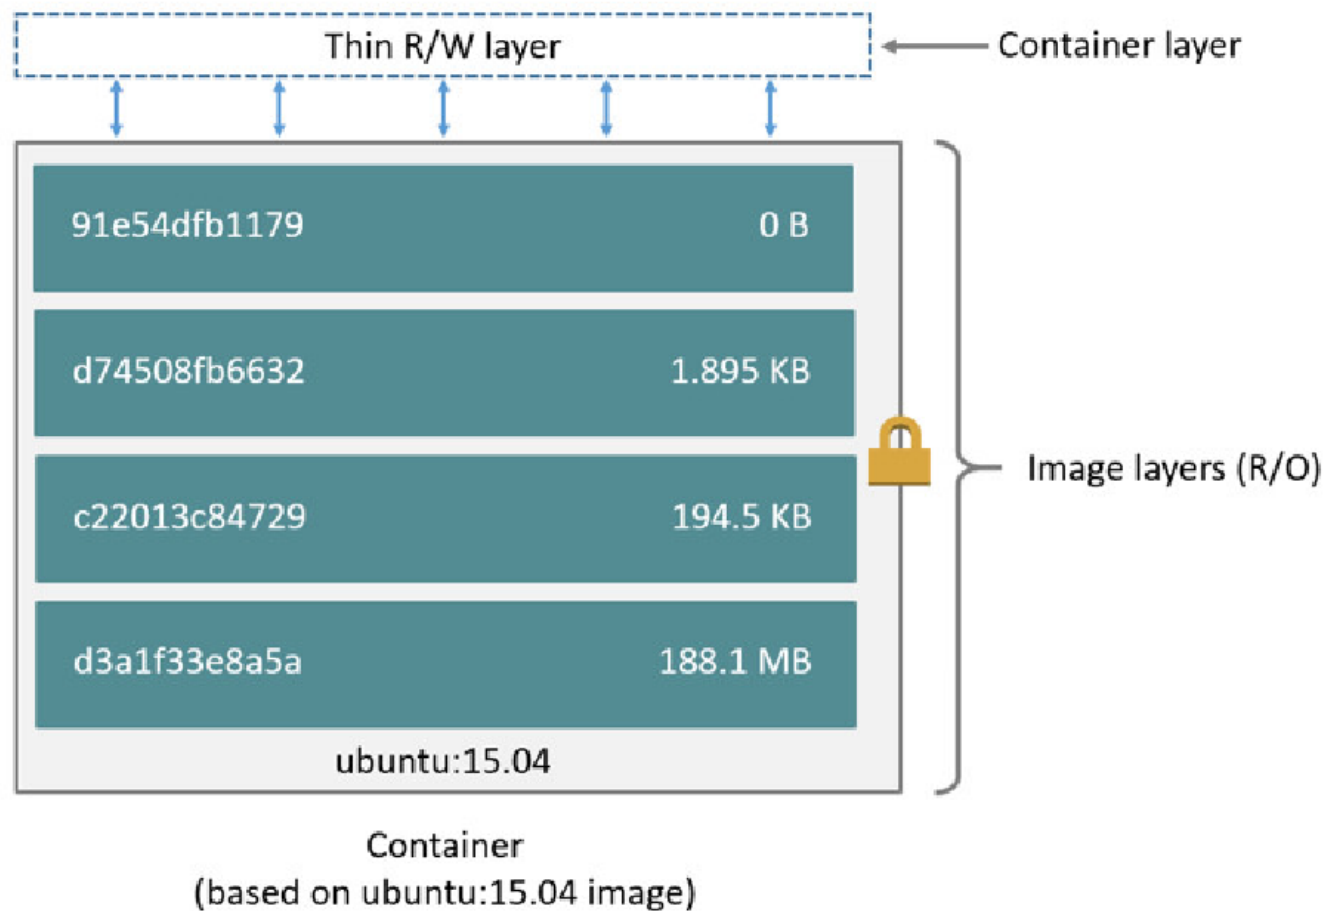 Thin R/W layer
Container layer
91e54dfb1179 0 B
d74508fb6632 1.895 KB
c22013c84729 194.5 KB
Image layers (R/O)
d3a1f33e8a5a 188.1 MB
ubuntu:15.04
Container
(based on ubuntu:15.04 image)